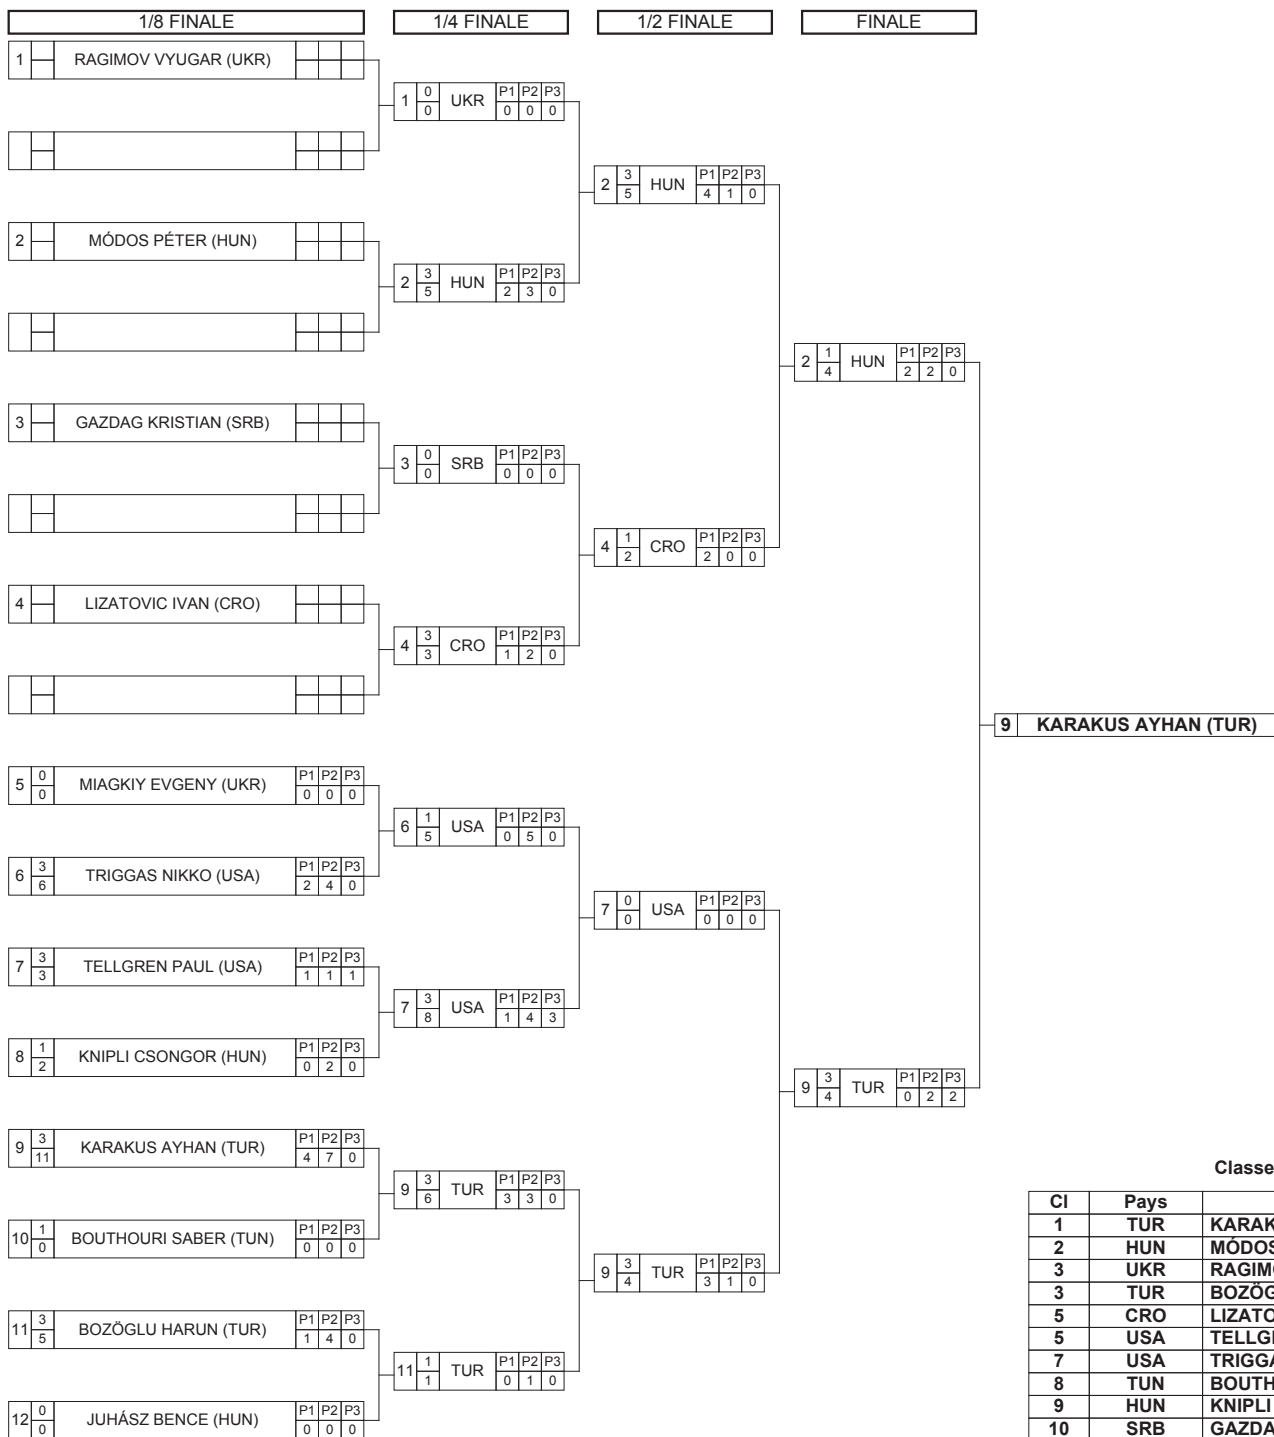 1/8 FINALE 1/4 FINALE 1/2 FINALE FINALE
1 RAGIMOV VYUGAR (UKR)
1 0 0 UKR P1 P2 P3 0 0 0
2 3 5 HUN P1 P2 P3 4 1 0
2 MÓDOS PÉTER (HUN)
2 3 5 HUN P1 P2 P3 2 3 0
2 1 4 HUN P1 P2 P3 2 2 0
3 GAZDAG KRISTIAN (SRB)
3 0 0 SRB P1 P2 P3 0 0 0
4 1 2 CRO P1 P2 P3 2 0 0
4 LIZATOVIC IVAN (CRO)
4 3 3 CRO P1 P2 P3 1 2 0
9 KARAKUS AYHAN (TUR)
5 0 0 MIAGKIY EVGENY (UKR) P1 P2 P3 0 0 0
6 1 5 USA P1 P2 P3 0 5 0
6 3 6 TRIGGAS NIKKO (USA) P1 P2 P3 2 4 0
7 0 0 USA P1 P2 P3 0 0 0
7 3 3 TELLGREN PAUL (USA) P1 P2 P3 1 1 1
7 3 8 USA P1 P2 P3 1 4 3
8 1 2 KNIPLI CSONGOR (HUN) P1 P2 P3 0 2 0
9 3 4 TUR P1 P2 P3 0 2 2
9 3 11 KARAKUS AYHAN (TUR) P1 P2 P3 4 7 0
9 3 6 TUR P1 P2 P3 3 3 0
10 1 0 BOUTHOURI SABER (TUN) P1 P2 P3 0 0 0
9 3 4 TUR P1 P2 P3 3 1 0
11 3 5 BOZÖGLU HARUN (TUR) P1 P2 P3 1 4 0
11 1 1 TUR P1 P2 P3 0 1 0
12 0 0 JUHÁSZ BENCE (HUN) P1 P2 P3 0 0 0
Classe
Cl Pays
1 TUR KARAK
2 HUN MÓDOS
3 UKR RAGIM
3 TUR BOZÖG
5 CRO LIZATO
5 USA TELLG
7 USA TRIGGA
8 TUN BOUTH
9 HUN KNIPLI
10 SRB GAZDA